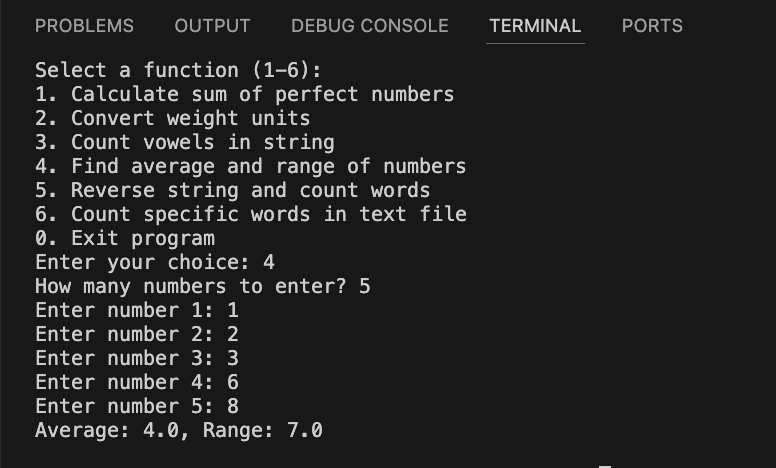 PROBLEMS OUTPUT DEBUG CONSOLE TERMINAL PORTS
Select a function (1-6):
1. Calculate sum of perfect numbers
2. Convert weight units
3. Count vowels in string
4. Find average and range of numbers
5. Reverse string and count words
6. Count specific words in text file
0. Exit program
Enter your choice: 4
How many numbers to enter? 5
Enter number 1: 1
Enter number 2: 2
Enter number 3: 3
Enter number 4: 6
Enter number 5: 8
Average: 4.0, Range: 7.0